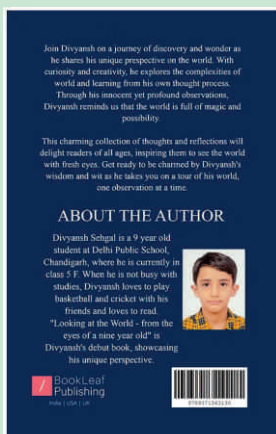 Join Divyansh on a journey of discovery and wonder as
he shares his unique prespective on the world. With
curiosity and creativity, he explores the complexities of
world and learning from his own thought process.
Through his innocent yet profound observations,
Divyansh reminds us that the world is full of magic and
possibility.
This charming collection of thoughts and reflections will
delight readers of all ages, inspiring them to see the world
with fresh eyes. Get ready to be charmed by Divyansh's
wisdom and wit as he takes you on a tour of his world,
one observation at a time.
ABOUT THE AUTHOR
Divyansh Sehgal is a 9 year old
student at Delhi Public School,
Chandigarh, where he is currently in
class 5 F. When he is not busy with
studies, Divyansh loves to play
basketball and cricket with his
friends and loves to read.
"Looking at the World - from the
eyes of a nine year old" is
Divyansh's debut book, showcasing
his unique perspective.
BookLeaf
Publishing
India | USA | UK